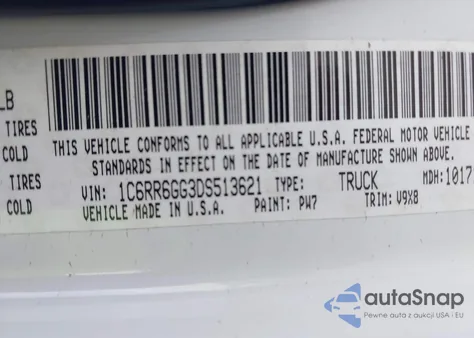 LB
TIRES
COLD
TIRES
COLD
THIS VEHICLE CONFORMS TO ALL APPLICABLE U.S.A. FEDERAL MOTOR VEHICLE
STANDARDS IN EFFECT ON THE DATE OF MANUFACTURE SHOWN ABOVE.
VIN: 1C6RR6GG3DS513621 TYPE: TRUCK MDH: 1017
VEHICLE MADE IN U.S.A. PAINT: PW7 TRIM: V9X8
autaSnap
Pewne auta z aukcji USA i EU